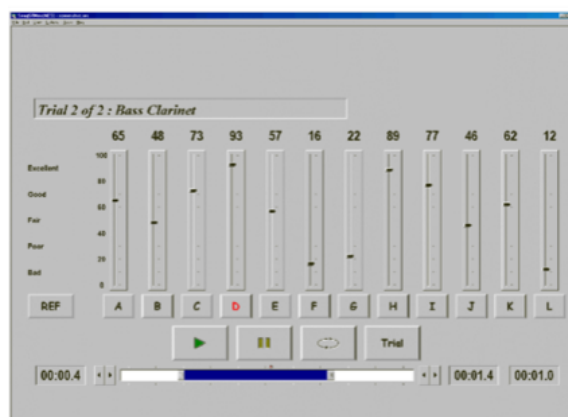 Trial 2 of 2 : Bass Clarinet
65 48 73 93 57 16 22 89 77 46 62 12
Excellent 100
80
Good
60
Fair
40
Poor
20
Bad
0
REF A B C D E F G H I J K L
Trial
00:00.4 00:01.4 00:01.0